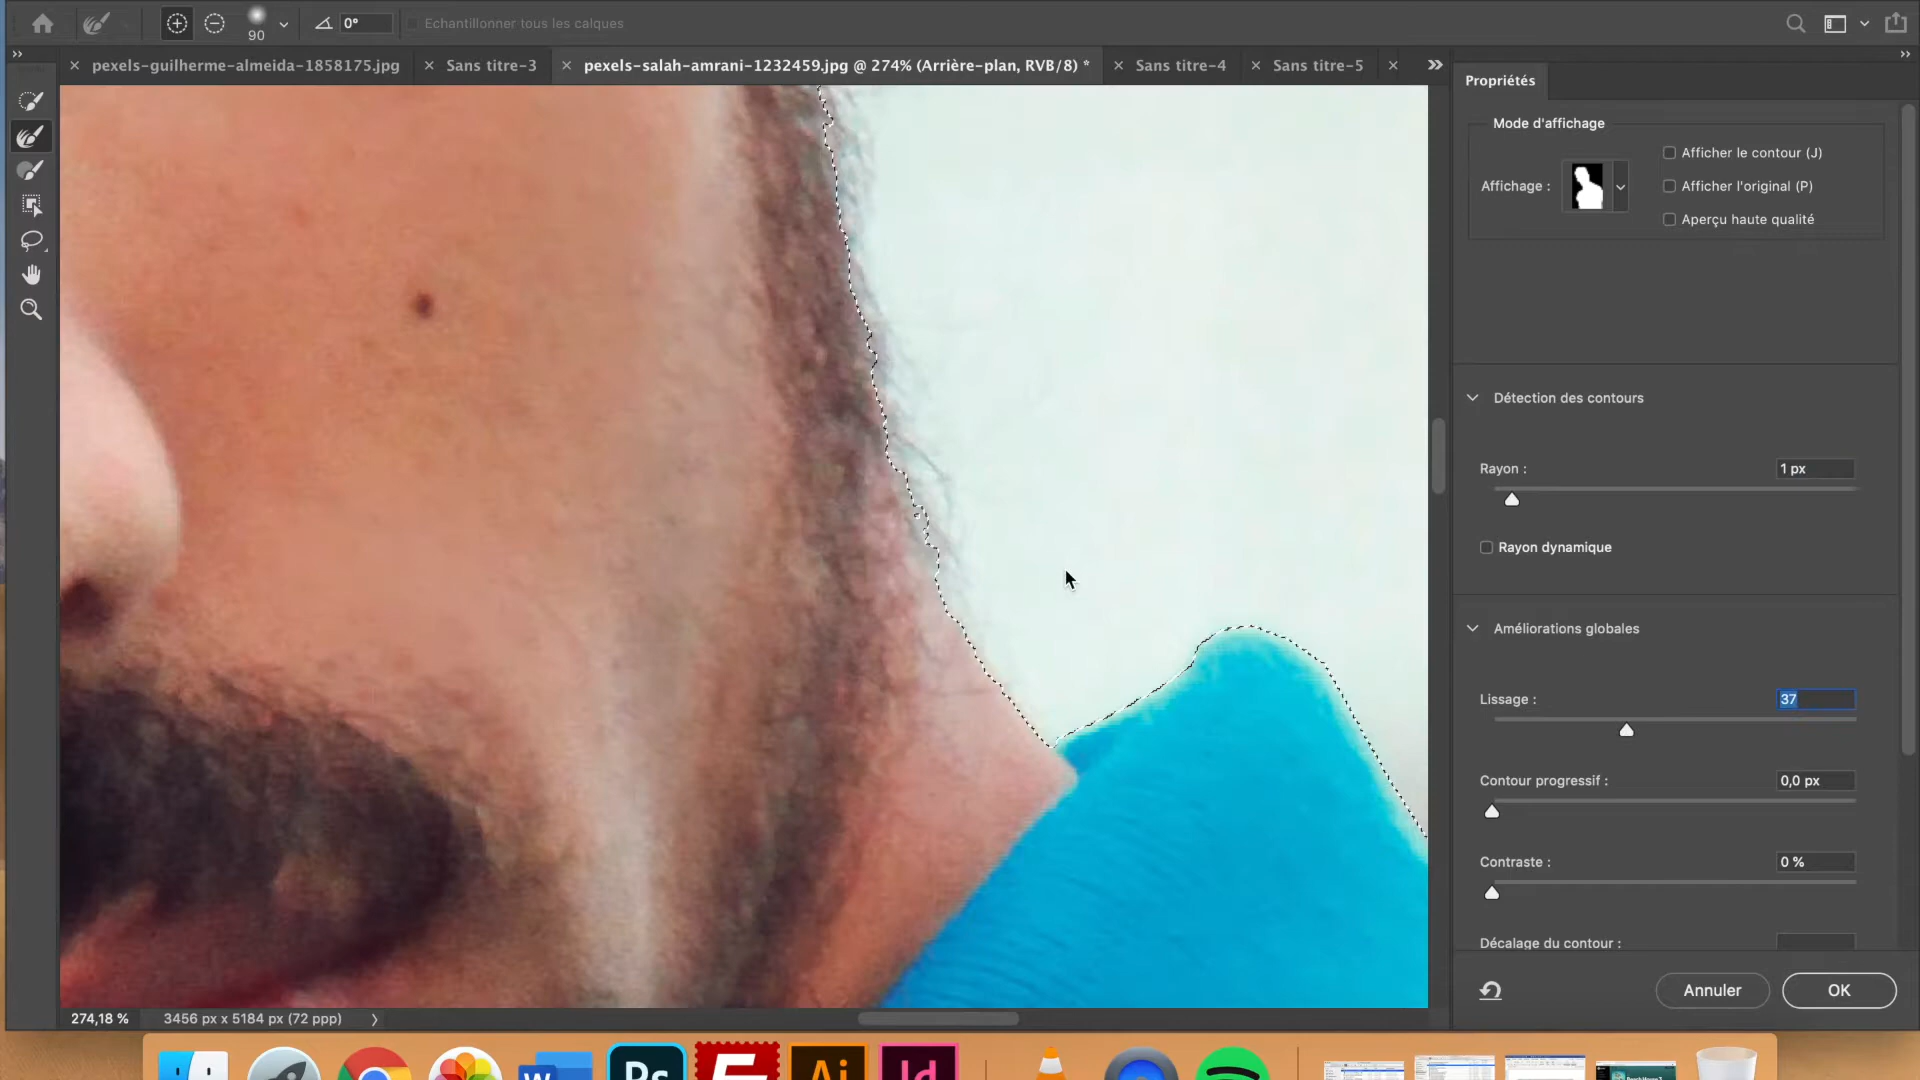 90
0°
Echantillonner tous les calques
pexels-guilherme-almeida-1858175.jpg
Sans titre-3
pexels-salah-amrani-1232459.jpg @ 274% (Arrière-plan, RVB/8) *
Sans titre-4
Sans titre-5
Propriétés
Mode d'affichage
Affichage :
Afficher le contour (J)
Afficher l'original (P)
Aperçu haute qualité
Détection des contours
Rayon :
1 px
Rayon dynamique
Améliorations globales
Lissage :
37
Contour progressif :
0,0 px
Contraste :
0 %
Décalage du contour :
Annuler
OK
274,18 %
3456 px x 5184 px (72 ppp)
W
Ps
Ai
Id